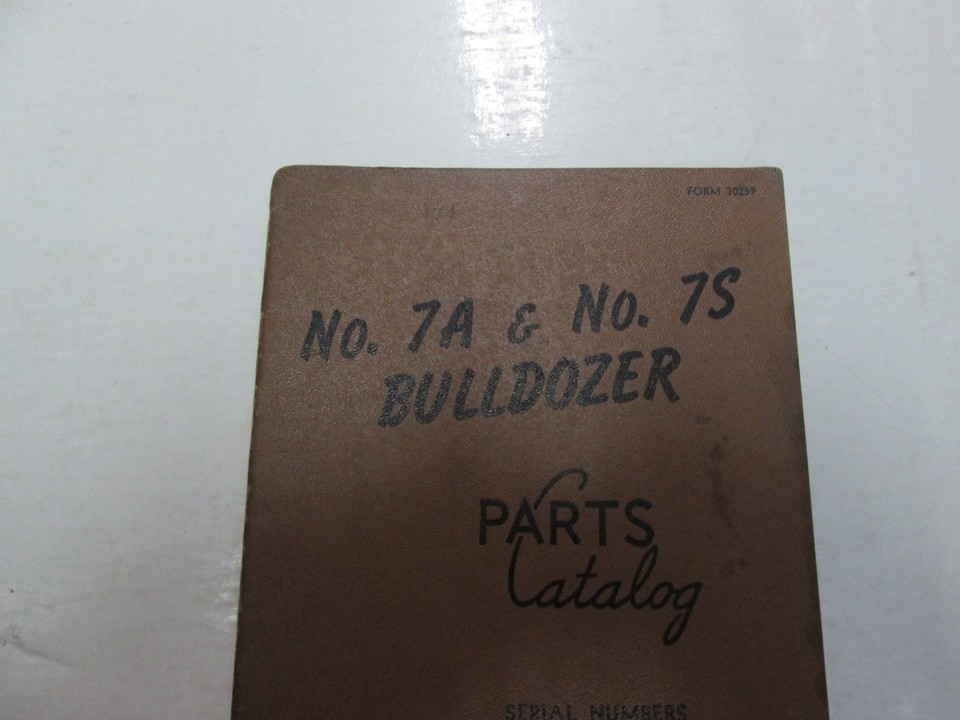 FORM 30259
No. 7A & No. 7S
BULLDOZER
PARTS
Catalog
SERIAL NUMBERS